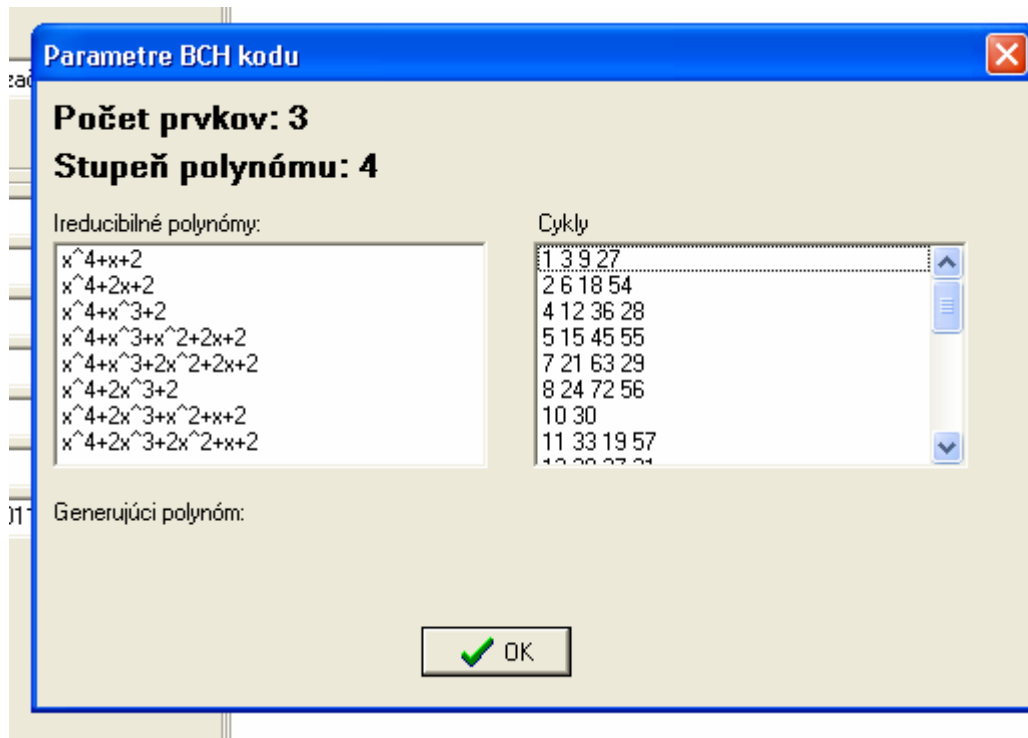 Parametre BCH kodu
Počet prvkov: 3
Stupeň polynómu: 4
Ireducibilné polynómy:
x^4+x+2
x^4+2x+2
x^4+x^3+2
x^4+x^3+x^2+2x+2
x^4+x^3+2x^2+2x+2
x^4+2x^3+2
x^4+2x^3+x^2+x+2
x^4+2x^3+2x^2+x+2
Cykly
1 3 9 27
2 6 18 54
4 12 36 28
5 15 45 55
7 21 63 29
8 24 72 56
10 30
11 33 19 57
Generujúci polynóm:
OK